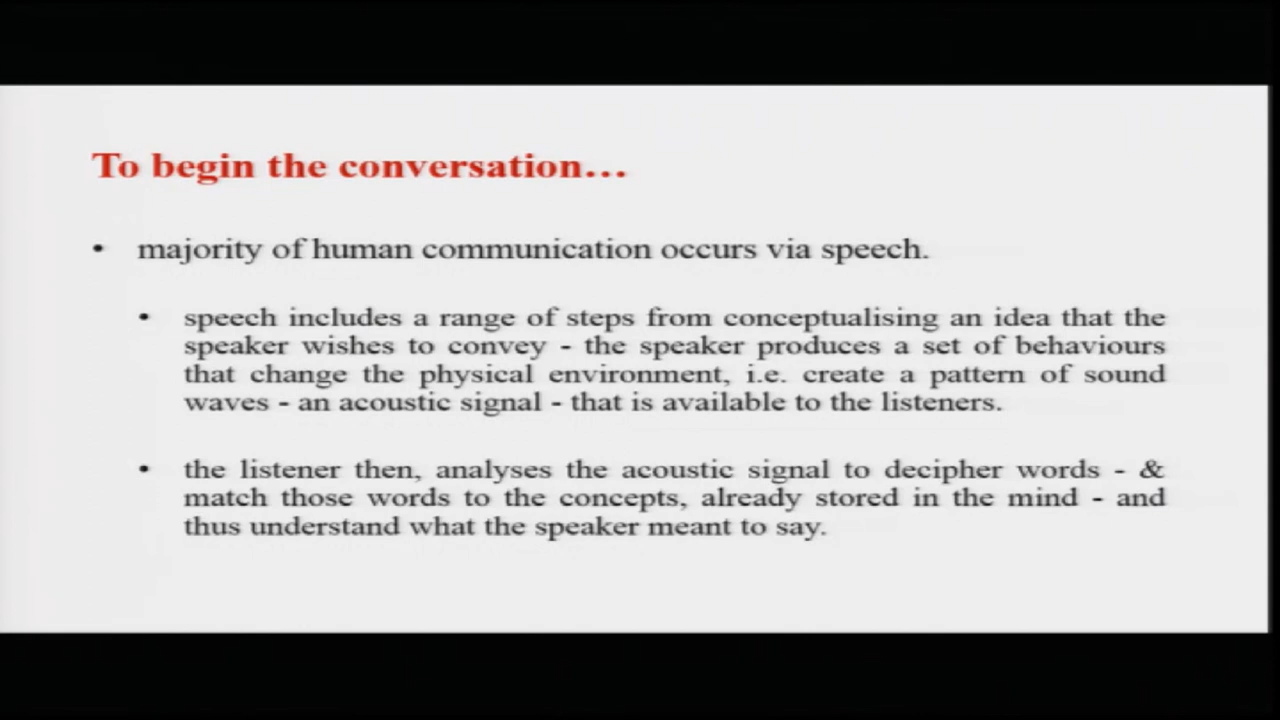 To begin the conversation…
• majority of human communication occurs via speech.
• speech includes a range of steps from conceptualising an idea that the
speaker wishes to convey - the speaker produces a set of behaviours
that change the physical environment, i.e. create a pattern of sound
waves - an acoustic signal - that is available to the listeners.
• the listener then, analyses the acoustic signal to decipher words - &
match those words to the concepts, already stored in the mind - and
thus understand what the speaker meant to say.